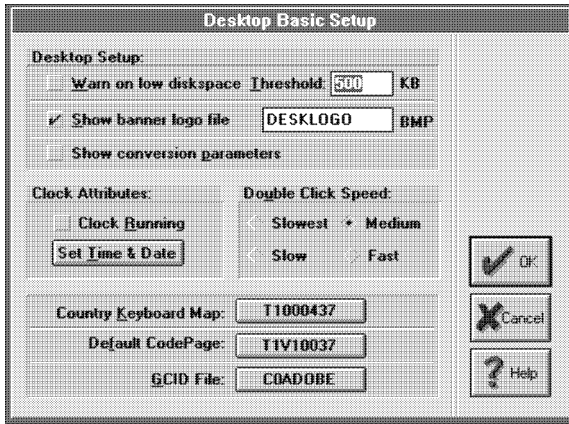 Desktop Basic Setup
Desktop Setup:
Warn on low diskspace Threshold: 500 KB
Show banner logo file DESKLOGO BMP
Show conversion parameters
Clock Attributes:
Clock Running
Set Time & Date
Double Click Speed:
Slowest Medium
Slow Fast
OK
Cancel
Help
Country Keyboard Map: T1000437
Default CodePage: T1V10037
GCID File: C0ADOBE